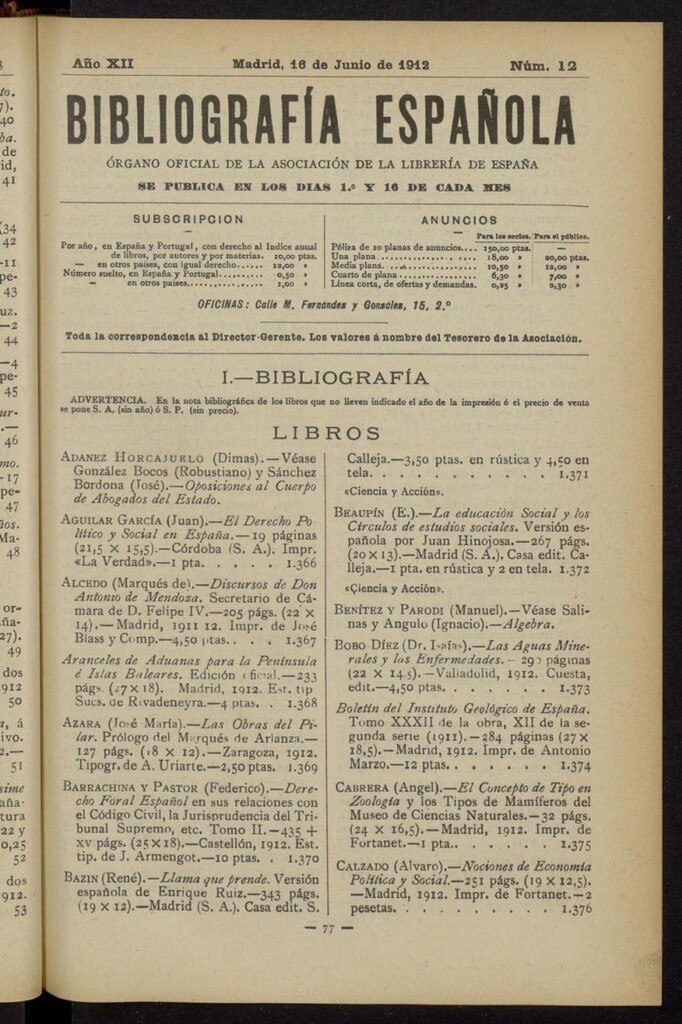 Año XII
Madrid, 16 de Junio de 1912
Núm. 12
BIBLIOGRAFÍA ESPAÑOLA
ÓRGANO OFICIAL DE LA ASOCIACIÓN DE LA LIBRERÍA DE ESPAÑA
SE PUBLICA EN LOS DIAS 1.º Y 16 DE CADA MES
SUBSCRIPCION
Por año, en España y Portugal, con derecho al Indice anual
de libros, por autores y por materias. 10,00 ptas.
— en otros países, con igual derecho...... 12,00 »
Número suelto, en España y Portugal......... 0,50 »
— en otros países............... 1,00 »
ANUNCIOS
Para los socios. Para el público.
Póliza de 10 planas de anuncios.... 150,00 ptas. —
Una plana.................... 18,00 » 20,00 ptas.
Media plana.................. 10,50 » 12,00 »
Cuarto de plana............... 6,30 » 7,00 »
Línea corta, de ofertas y demandas. 0,25 » 0,30 »
OFICINAS: Calle M. Fernández y González, 15, 2.º
Toda la correspondencia al Director-Gerente. Los valores á nombre del Tesorero de la Asociación.
I.—BIBLIOGRAFÍA
ADVERTENCIA. En la nota bibliográfica de los libros que no lleven indicado el año de la impresión ó el precio de venta
se pone S. A. (sin año) ó S. P. (sin precio).
LIBROS
ADANEZ HORCAJUELO (Dimas).—Véase
González Bocos (Robustiano) y Sánchez
Bordona (José).—Oposiciones al Cuerpo
de Abogados del Estado.
AGUILAR GARCÍA (Juan).—El Derecho Po
lítico y Social en España.—19 páginas
(21,5 × 15,5).—Córdoba (S. A.). Impr.
«La Verdad».—1 pta. . . . . . 1.366
ALCEDO (Marqués de).—Discursos de Don
Antonio de Mendoza. Secretario de Cá-
mara de D. Felipe IV.—205 págs. (22 ×
14).—Madrid, 1911 12. Impr. de José
Blass y Comp.—4,50 ptas. . . 1.367
Aranceles de Aduanas para la Península
é Islas Baleares. Edición oficial.—233
págs. (27 × 18). Madrid, 1912. Est. tip
Sucs. de Rivadeneyra.—4 ptas. . 1.368
AZARA (José María).—Las Obras del Pi-
lar. Prólogo del Marqués de Arlanza.—
127 págs. (18 × 12).—Zaragoza, 1912.
Tipogr. de A. Uriarte.—2,50 ptas. 1.369
BARRACHINA Y PASTOR (Federico).—Dere-
cho Foral Español en sus relaciones con
el Código Civil, la Jurisprudencia del Tri-
bunal Supremo, etc. Tomo II.—435 +
XV págs. (25 × 18).—Castellón, 1912. Est.
tip. de J. Armengot.—10 ptas. . 1.370
BAZIN (René).—Llama que prende. Versión
española de Enrique Ruiz.—343 págs.
(19 × 12).—Madrid (S. A.). Casa edit. S.
Calleja.—3,50 ptas. en rústica y 4,50 en
tela. . . . . . . . . . . 1.371
«Ciencia y Acción».
BEAUPÍN (E.).—La educación Social y los
Círculos de estudios sociales. Versión es-
pañola por Juan Hinojosa.—267 págs.
(20 × 13).—Madrid (S. A.). Casa edit. Ca-
lleja.—1 pta. en rústica y 2 en tela. 1.372
«Ciencia y Acción».
BENÍTEZ Y PARODI (Manuel).—Véase Sali-
nas y Angulo (Ignacio).—Algebra.
BOBO DÍEZ (Dr. Isaías).—Las Aguas Mine-
rales y las Enfermedades.— 290 páginas
(22 × 14,5).—Valladolid, 1912. Cuesta,
edit.—4,50 ptas. . . . . . . 1.373
Boletín del Instituto Geológico de España.
Tomo XXXII de la obra, XII de la se-
gunda serie (1911).—284 páginas (27 ×
18,5).—Madrid, 1912. Impr. de Antonio
Marzo.—12 ptas. . . . . . . 1.374
CABRERA (Angel).—El Concepto de Tipo en
Zoología y los Tipos de Mamíferos del
Museo de Ciencias Naturales.—32 págs.
(24 × 16,5).—Madrid, 1912. Impr. de
Fortanet.—1 pta. . . . . . . 1.375
CALZADO (Alvaro).—Nociones de Economía
Política y Social.—251 págs. (19 × 12,5).
—Madrid, 1912. Impr. de Fortanet.—2
pesetas. . . . . . . . . . 1.376
— 77 —